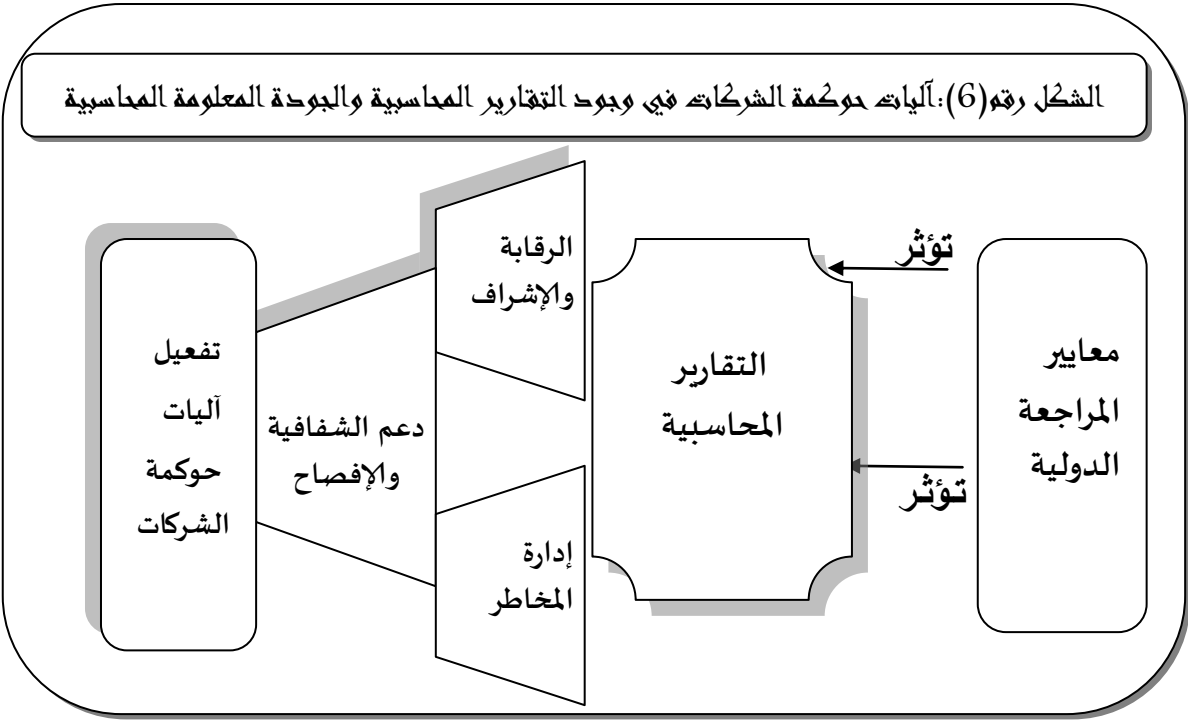 الشكل رقم(6):آليات حوكمة الشركات في وجود التقارير المحاسبية والجودة المعلومة المحاسبية
تؤثر
معايير
المراجعة
الدولية
تؤثر
التقارير
المحاسبية
الرقابة
والإشراف
إدارة
المخاطر
دعم الشفافية
والإفصاح
تفعيل
آليات
حوكمة
الشركات